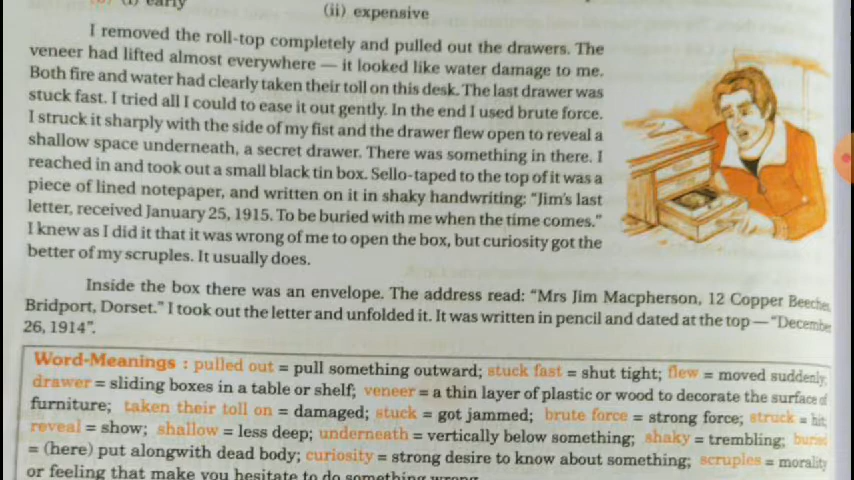 (i) early
(ii) expensive
I removed the roll-top completely and pulled out the drawers. The
veneer had lifted almost everywhere — it looked like water damage to me.
Both fire and water had clearly taken their toll on this desk. The last drawer was
stuck fast. I tried all I could to ease it out gently. In the end I used brute force.
I struck it sharply with the side of my fist and the drawer flew open to reveal a
shallow space underneath, a secret drawer. There was something in there. I
reached in and took out a small black tin box. Sello-taped to the top of it was a
piece of lined notepaper, and written on it in shaky handwriting: “Jim's last
letter, received January 25, 1915. To be buried with me when the time comes.”
I knew as I did it that it was wrong of me to open the box, but curiosity got the
better of my scruples. It usually does.
Inside the box there was an envelope. The address read: “Mrs Jim Macpherson, 12 Copper Beeches,
Bridport, Dorset.” I took out the letter and unfolded it. It was written in pencil and dated at the top — “December
26, 1914”.
Word-Meanings : pulled out = pull something outward; stuck fast = shut tight; flew = moved suddenly;
drawer = sliding boxes in a table or shelf; veneer = a thin layer of plastic or wood to decorate the surface of
furniture; taken their toll on = damaged; stuck = got jammed; brute force = strong force; struck = hit;
reveal = show; shallow = less deep; underneath = vertically below something; shaky = trembling; buried
= (here) put alongwith dead body; curiosity = strong desire to know about something; scruples = morality
or feeling that make you hesitate to do something wrong